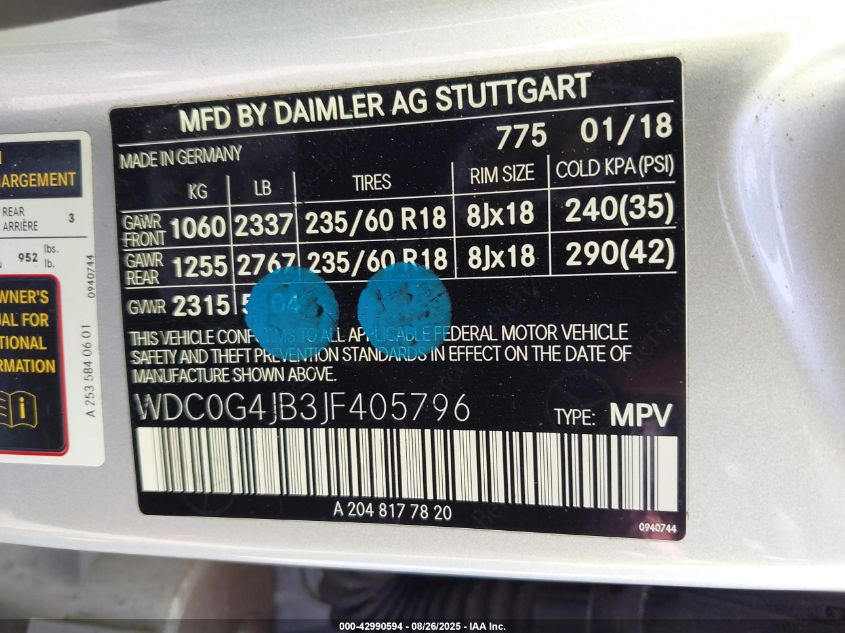 MFD BY DAIMLER AG STUTTGART
775 01/18
MADE IN GERMANY
KG LB TIRES RIM SIZE COLD KPA(PSI)
GAWR FRONT 1060 2337 235/60 R18 8Jx18 240(35)
GAWR REAR 1255 2767 235/60 R18 8Jx18 290(42)
GVWR 2315
THIS VEHICLE CONFORMS TO ALL APPLICABLE FEDERAL MOTOR VEHICLE
SAFETY AND THEFT PREVENTION STANDARDS IN EFFECT ON THE DATE OF
MANUFACTURE SHOWN ABOVE.
WDC0G4JB3JF405796 TYPE: MPV
A 204 817 78 20
0940744
ARGEMENT
REAR
ARRIÈRE 3
952 lbs.
lb.
0940744
WNER'S
UAL FOR
TIONAL
RMATION
A 253 584 06 01
000-42990594 - 08/26/2025 - IAA Inc.